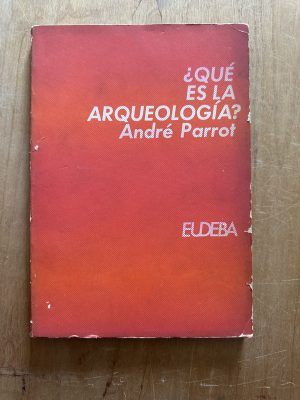 ¿QUÉ
ES LA
ARQUEOLOGÍA?
André Parrot
EUDEBA